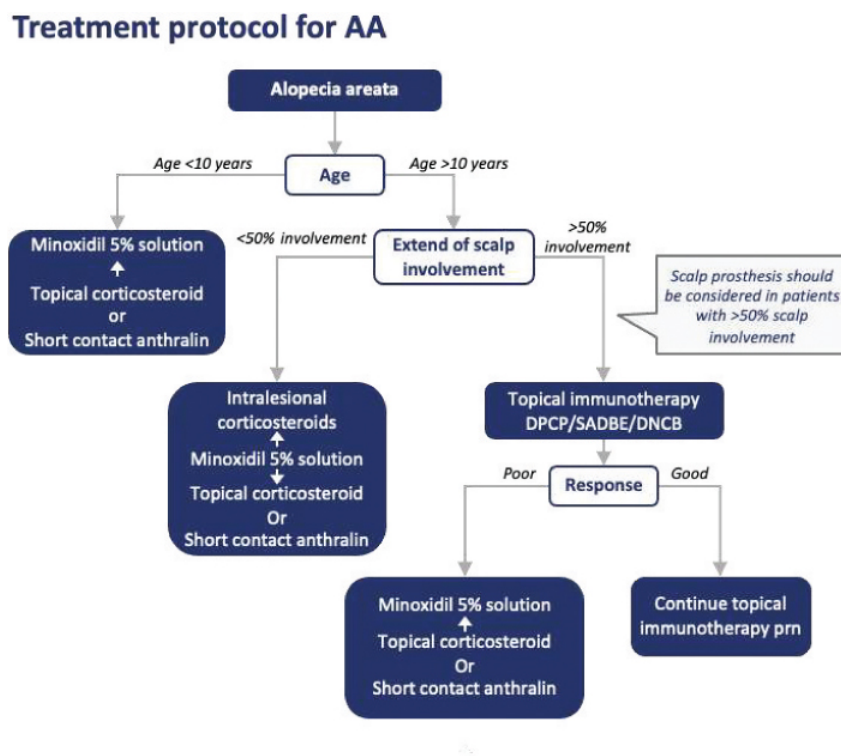 Treatment protocol for AA
Alopecia areata
Age <10 years
Age >10 years
Age
Minoxidil 5% solution
Topical corticosteroid
or
Short contact anthralin
<50% involvement
Extend of scalp
involvement
>50%
involvement
Scalp prosthesis should
be considered in patients
with >50% scalp
involvement
Intralesional
corticosteroids
Minoxidil 5% solution
Topical corticosteroid
Or
Short contact anthralin
Topical immunotherapy
DPCP/SADBE/DNCB
Poor
Response
Good
Minoxidil 5% solution
Topical corticosteroid
Or
Short contact anthralin
Continue topical
immunotherapy prn